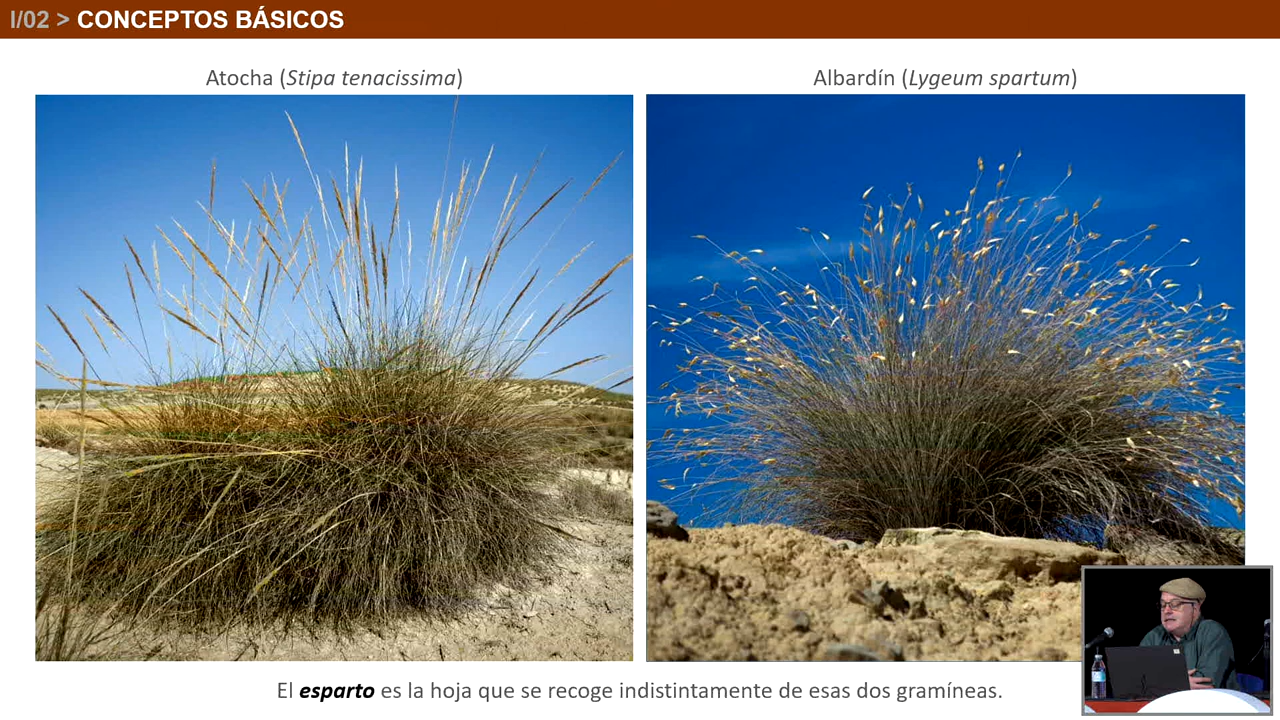 I/02 > CONCEPTOS BÁSICOS
Atocha (Stipa tenacissima)
Albardín (Lygeum spartum)
El esparto es la hoja que se recoge indistintamente de esas dos gramíneas.